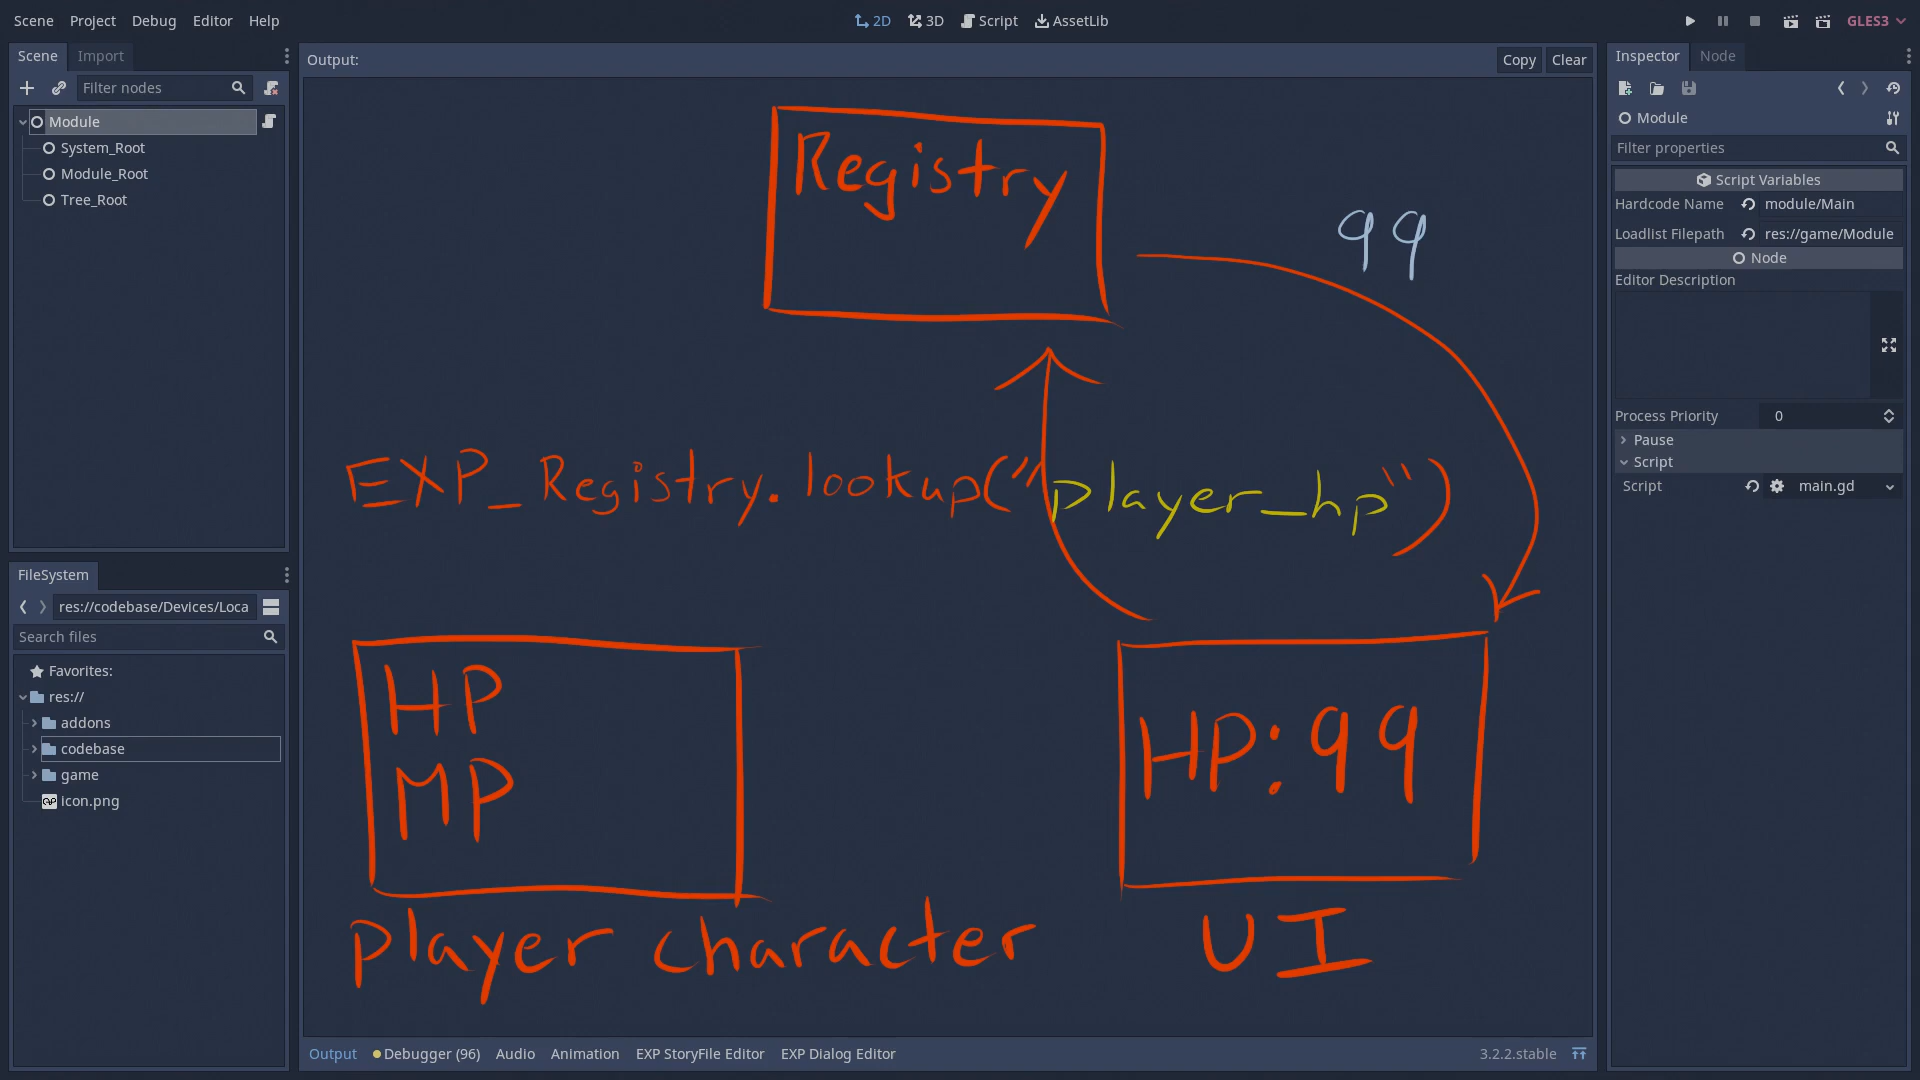 Scene Project Debug Editor Help
2D 3D Script AssetLib
GLES3
Scene Import
Filter nodes
Module
System_Root
Module_Root
Tree_Root
FileSystem
res://codebase/Devices/Loca
Search files
Favorites:
res://
addons
codebase
game
icon.png
Output:
Copy Clear
Registry
99
EXP_Registry.lookup("player_hp")
HP
MP
player character
HP:99
UI
Output Debugger (96) Audio Animation EXP StoryFile Editor EXP Dialog Editor
3.2.2.stable
Inspector Node
Module
Filter properties
Script Variables
Hardcode Name module/Main
Loadlist Filepath res://game/Module
Node
Editor Description
Process Priority 0
Pause
Script
Script main.gd